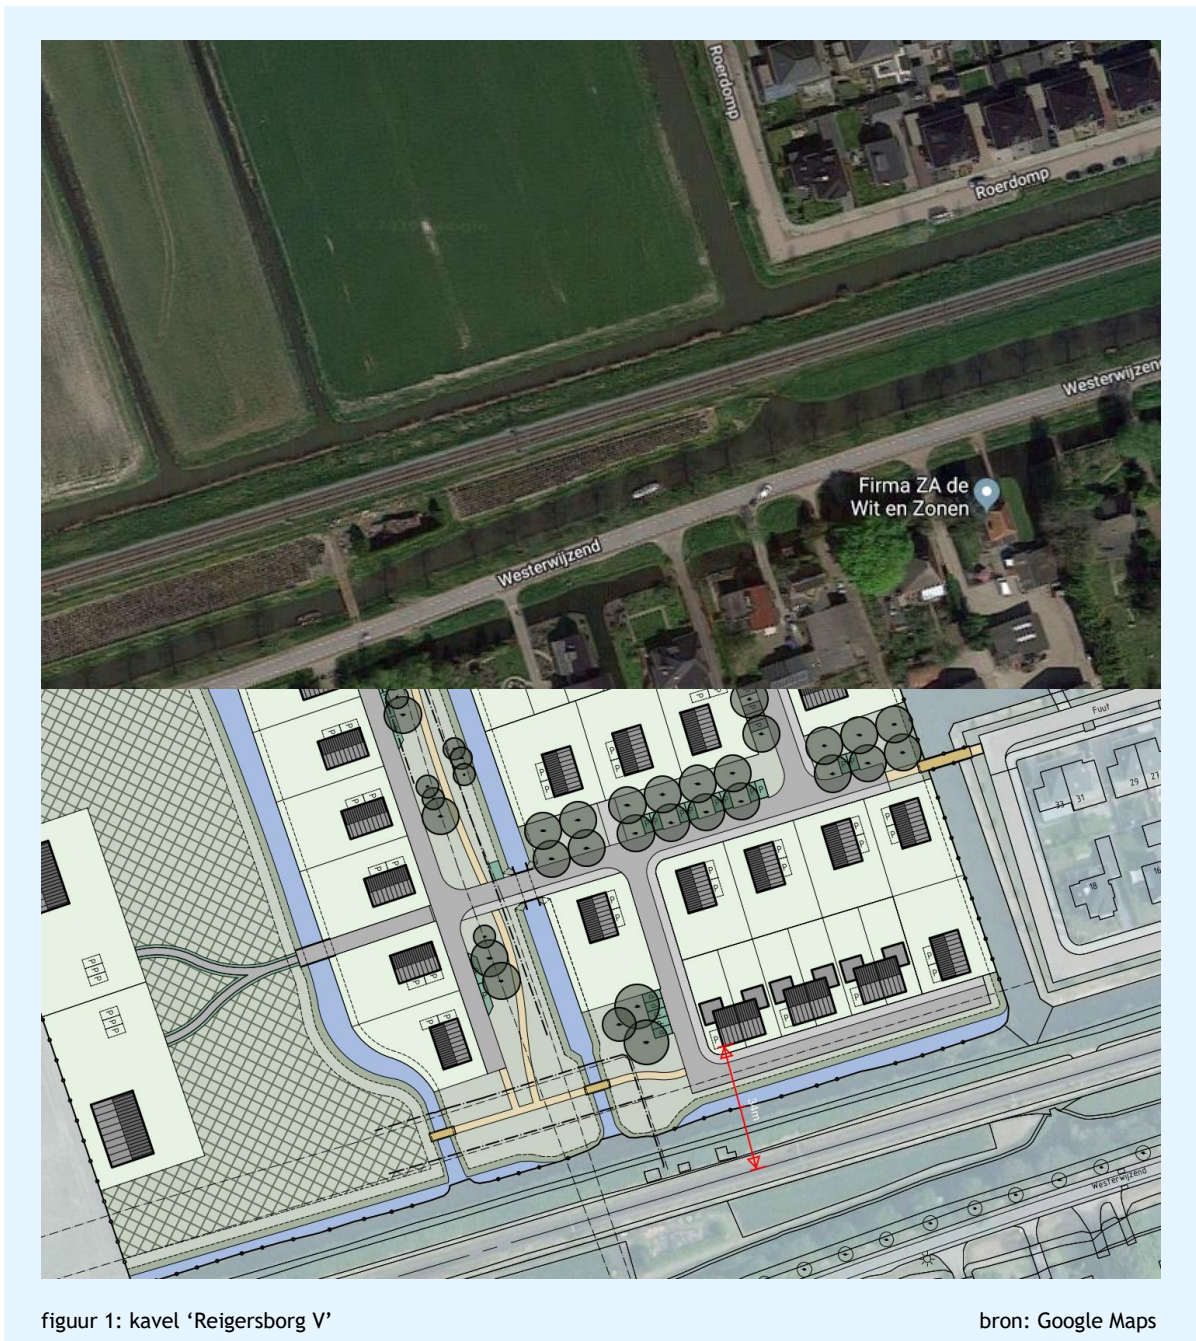 Roerdomp
Roerdomp
Westerwijzend
Firma ZA de
Wit en Zonen
Westerwijzend
Fuut
33
31
29
27
18
16
34m
Westerwijzend
figuur 1: kavel ‘Reigersborg V’
bron: Google Maps